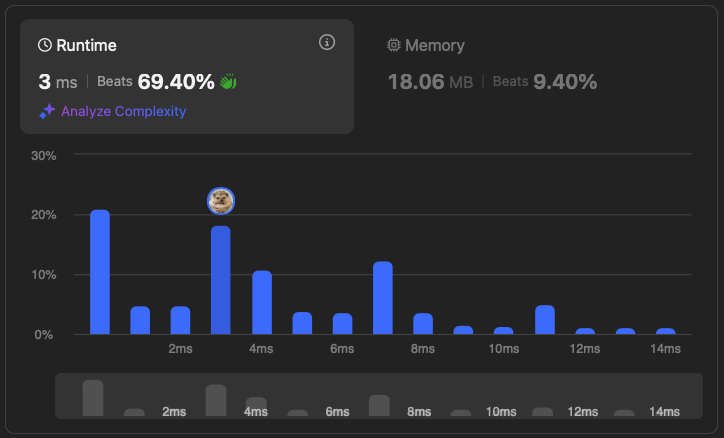 Runtime
3 ms | Beats 69.40%
Analyze Complexity
Memory
18.06 MB | Beats 9.40%
30%
20%
10%
0%
2ms 4ms 6ms 8ms 10ms 12ms 14ms
2ms 4ms 6ms 8ms 10ms 12ms 14ms